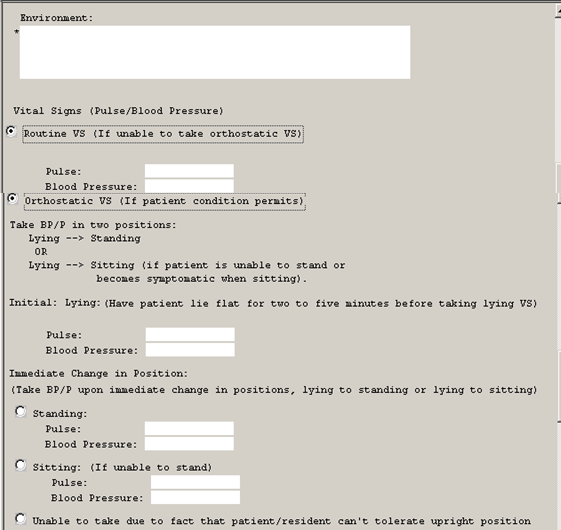 Environment:
*
Vital Signs (Pulse/Blood Pressure)
Routine VS (If unable to take orthostatic VS)
Pulse:
Blood Pressure:
Orthostatic VS (If patient condition permits)
Take BP/P in two positions:
Lying --> Standing
OR
Lying --> Sitting (if patient is unable to stand or
becomes symptomatic when sitting).
Initial: Lying: (Have patient lie flat for two to five minutes before taking lying VS)
Pulse:
Blood Pressure:
Immediate Change in Position:
(Take BP/P upon immediate change in positions, lying to standing or lying to sitting)
Standing:
Pulse:
Blood Pressure:
Sitting: (If unable to stand)
Pulse:
Blood Pressure:
Unable to take due to fact that patient/resident can't tolerate upright position